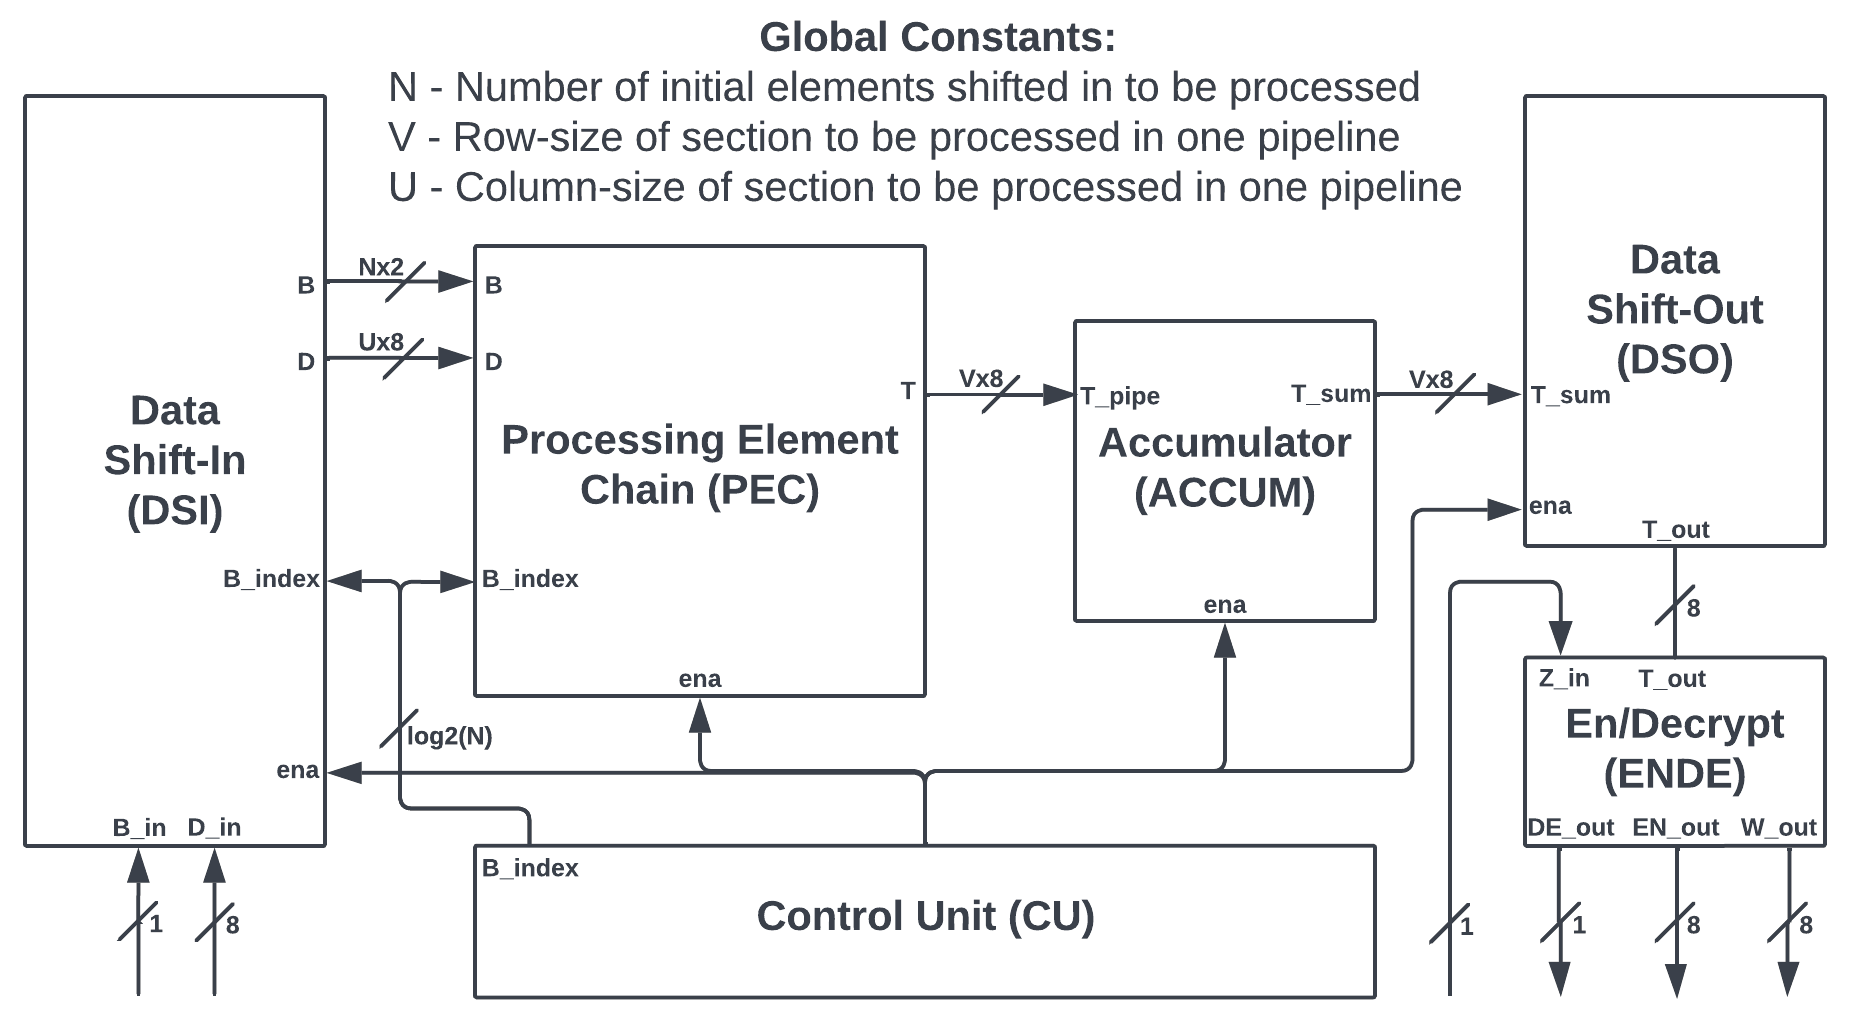 Global Constants:
N - Number of initial elements shifted in to be processed
V - Row-size of section to be processed in one pipeline
U - Column-size of section to be processed in one pipeline
Data
Shift-In
(DSI)
B
D
B_index
ena
B_in D_in
1
8
Nx2
Ux8
log2(N)
B
D
T
Processing Element
Chain (PEC)
B_index
ena
Vx8
T_pipe
T_sum
Accumulator
(ACCUM)
ena
Vx8
Data
Shift-Out
(DSO)
T_sum
ena
T_out
8
Z_in T_out
En/Decrypt
(ENDE)
DE_out EN_out W_out
1
1
8
8
B_index
Control Unit (CU)